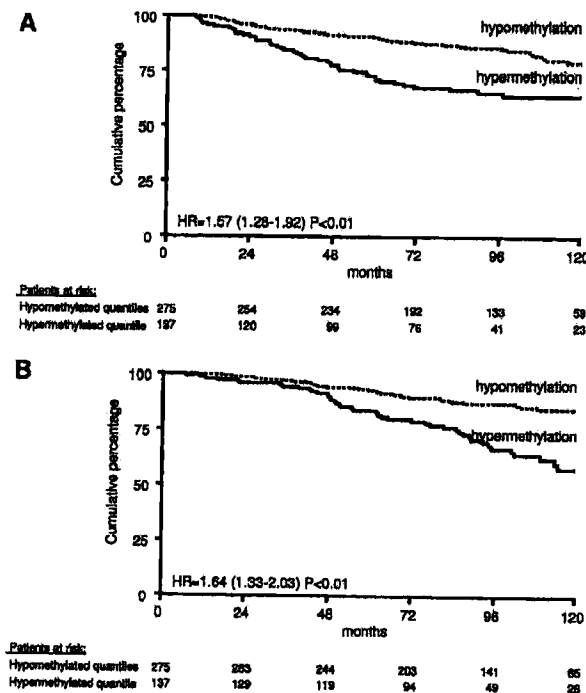 A
100
75
50
25
0
Cumulative percentage
hypomethylation
hypermethylation
HR=1.57 (1.28-1.92) P<0.01
0 24 48 72 96 120
months
Patients at risk:
Hypomethylated quantiles 275 254 234 192 133 59
Hypermethylated quantile 137 120 99 76 41 23
B
100
75
50
25
0
Cumulative percentage
hypomethylation
hypermethylation
HR=1.64 (1.33-2.03) P<0.01
0 24 48 72 96 120
months
Patients at risk:
Hypomethylated quantiles 275 263 244 203 141 65
Hypermethylated quantile 137 129 119 94 49